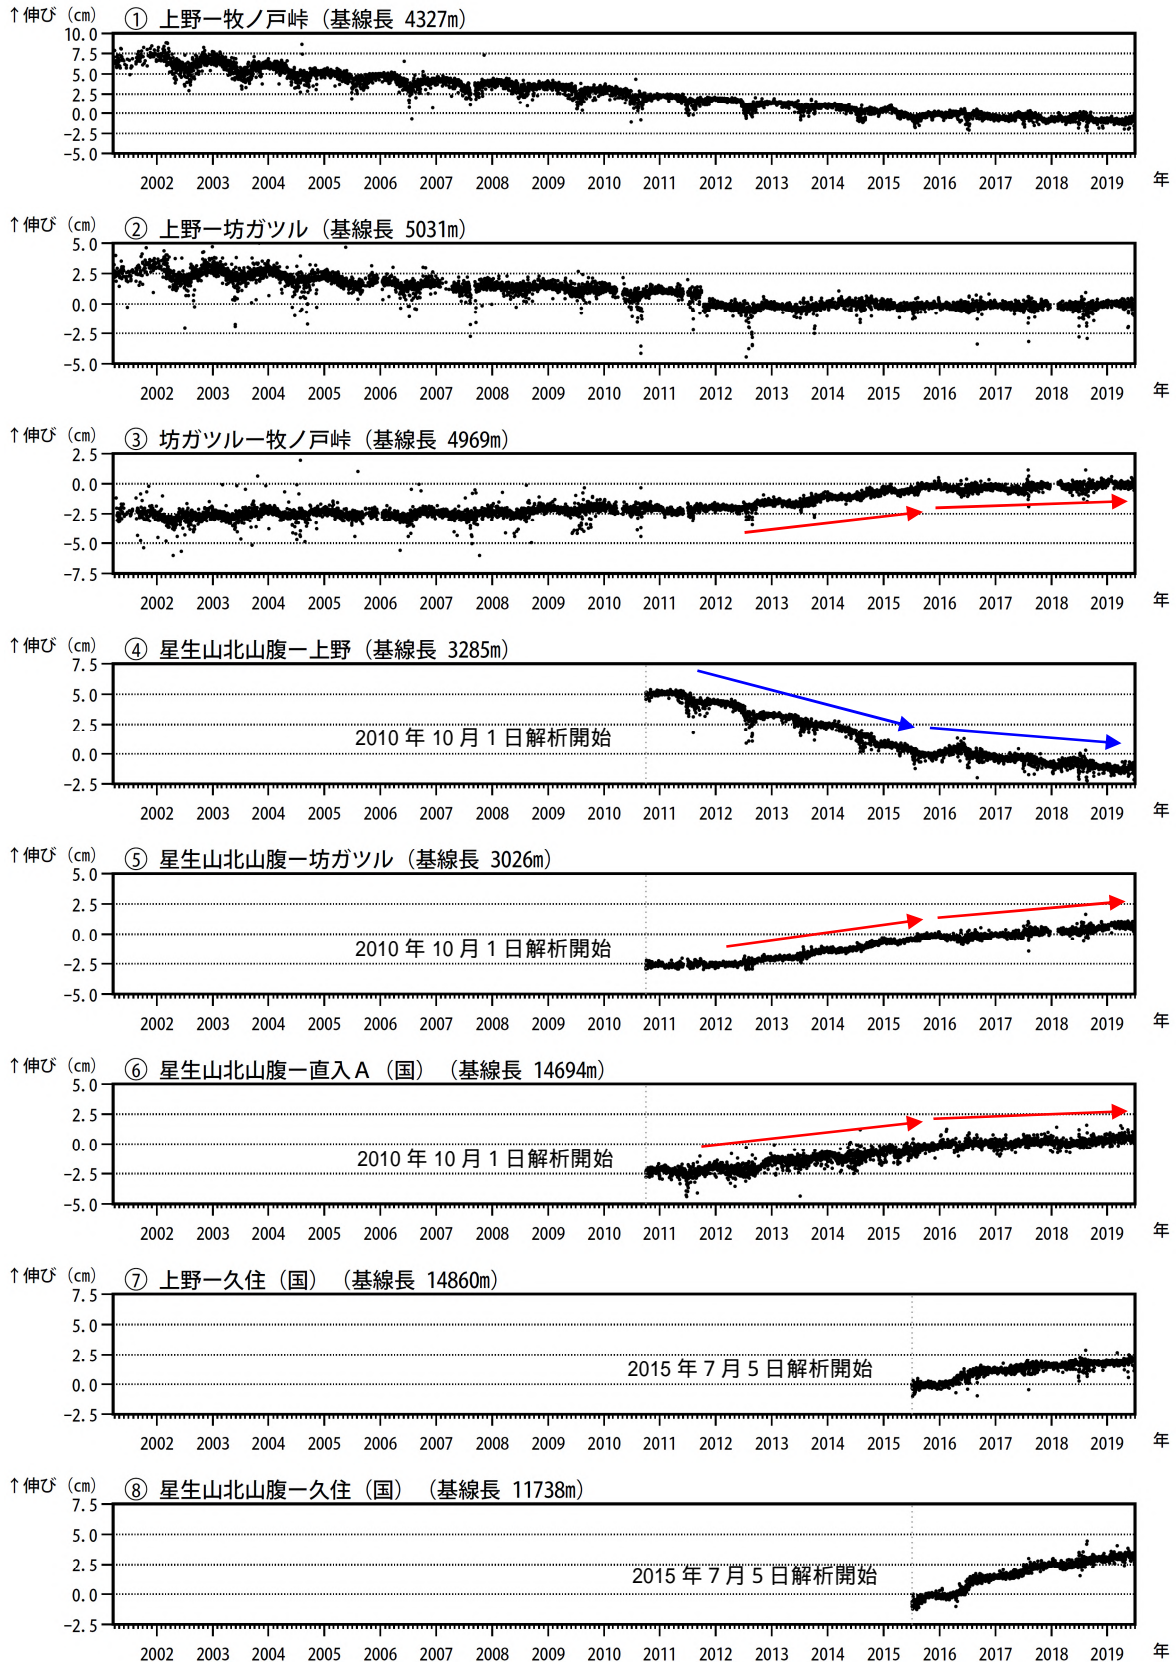 ↑伸び（cm） ① 上野ー牧ノ戸峠（基線長 4327m）
10.0
7.5
5.0
2.5
0.0
−2.5
−5.0
2002 2003 2004 2005 2006 2007 2008 2009 2010 2011 2012 2013 2014 2015 2016 2017 2018 2019 年
↑伸び（cm） ② 上野ー坊ガツル（基線長 5031m）
5.0
2.5
0.0
−2.5
−5.0
2002 2003 2004 2005 2006 2007 2008 2009 2010 2011 2012 2013 2014 2015 2016 2017 2018 2019 年
↑伸び（cm） ③ 坊ガツルー牧ノ戸峠（基線長 4969m）
2.5
0.0
−2.5
−5.0
−7.5
2002 2003 2004 2005 2006 2007 2008 2009 2010 2011 2012 2013 2014 2015 2016 2017 2018 2019 年
↑伸び（cm） ④ 星生山北山腹ー上野（基線長 3285m）
7.5
5.0
2.5
2010 年 10 月 1 日解析開始
0.0
−2.5
2002 2003 2004 2005 2006 2007 2008 2009 2010 2011 2012 2013 2014 2015 2016 2017 2018 2019 年
↑伸び（cm） ⑤ 星生山北山腹ー坊ガツル（基線長 3026m）
5.0
2.5
0.0
2010 年 10 月 1 日解析開始
−2.5
−5.0
2002 2003 2004 2005 2006 2007 2008 2009 2010 2011 2012 2013 2014 2015 2016 2017 2018 2019 年
↑伸び（cm） ⑥ 星生山北山腹ー直入Ａ（国）（基線長 14694m）
5.0
2.5
0.0
2010 年 10 月 1 日解析開始
−2.5
−5.0
2002 2003 2004 2005 2006 2007 2008 2009 2010 2011 2012 2013 2014 2015 2016 2017 2018 2019 年
↑伸び（cm） ⑦ 上野ー久住（国）（基線長 14860m）
7.5
5.0
2.5
2015 年 7 月 5 日解析開始
0.0
−2.5
2002 2003 2004 2005 2006 2007 2008 2009 2010 2011 2012 2013 2014 2015 2016 2017 2018 2019 年
↑伸び（cm） ⑧ 星生山北山腹ー久住（国）（基線長 11738m）
7.5
5.0
2.5
2015 年 7 月 5 日解析開始
0.0
−2.5
2002 2003 2004 2005 2006 2007 2008 2009 2010 2011 2012 2013 2014 2015 2016 2017 2018 2019 年